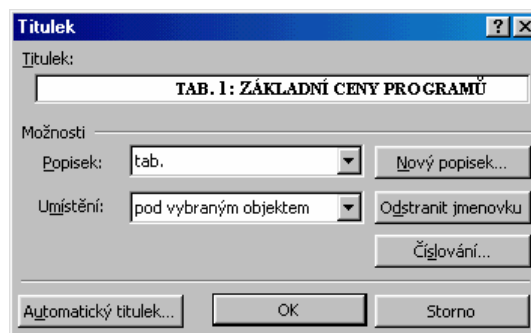 Titulek
Titulek:
TAB. 1: ZÁKLADNÍ CENY PROGRAMŮ
Možnosti
Popisek: tab. Nový popisek...
Umístění: pod vybraným objektem Odstranit jmenovku
Číslování...
Automatický titulek... OK Storno